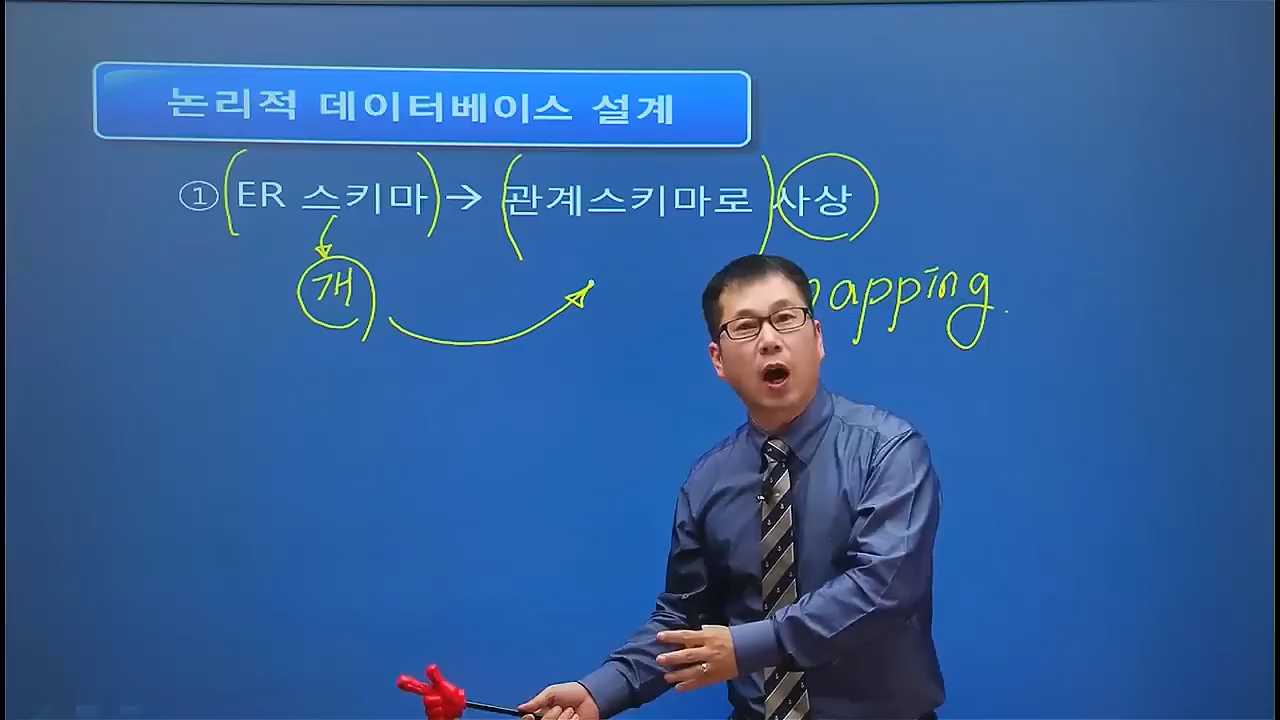 논리적 데이터베이스 설계
① ER 스키마 → 관계스키마로 사상
개 mapping.